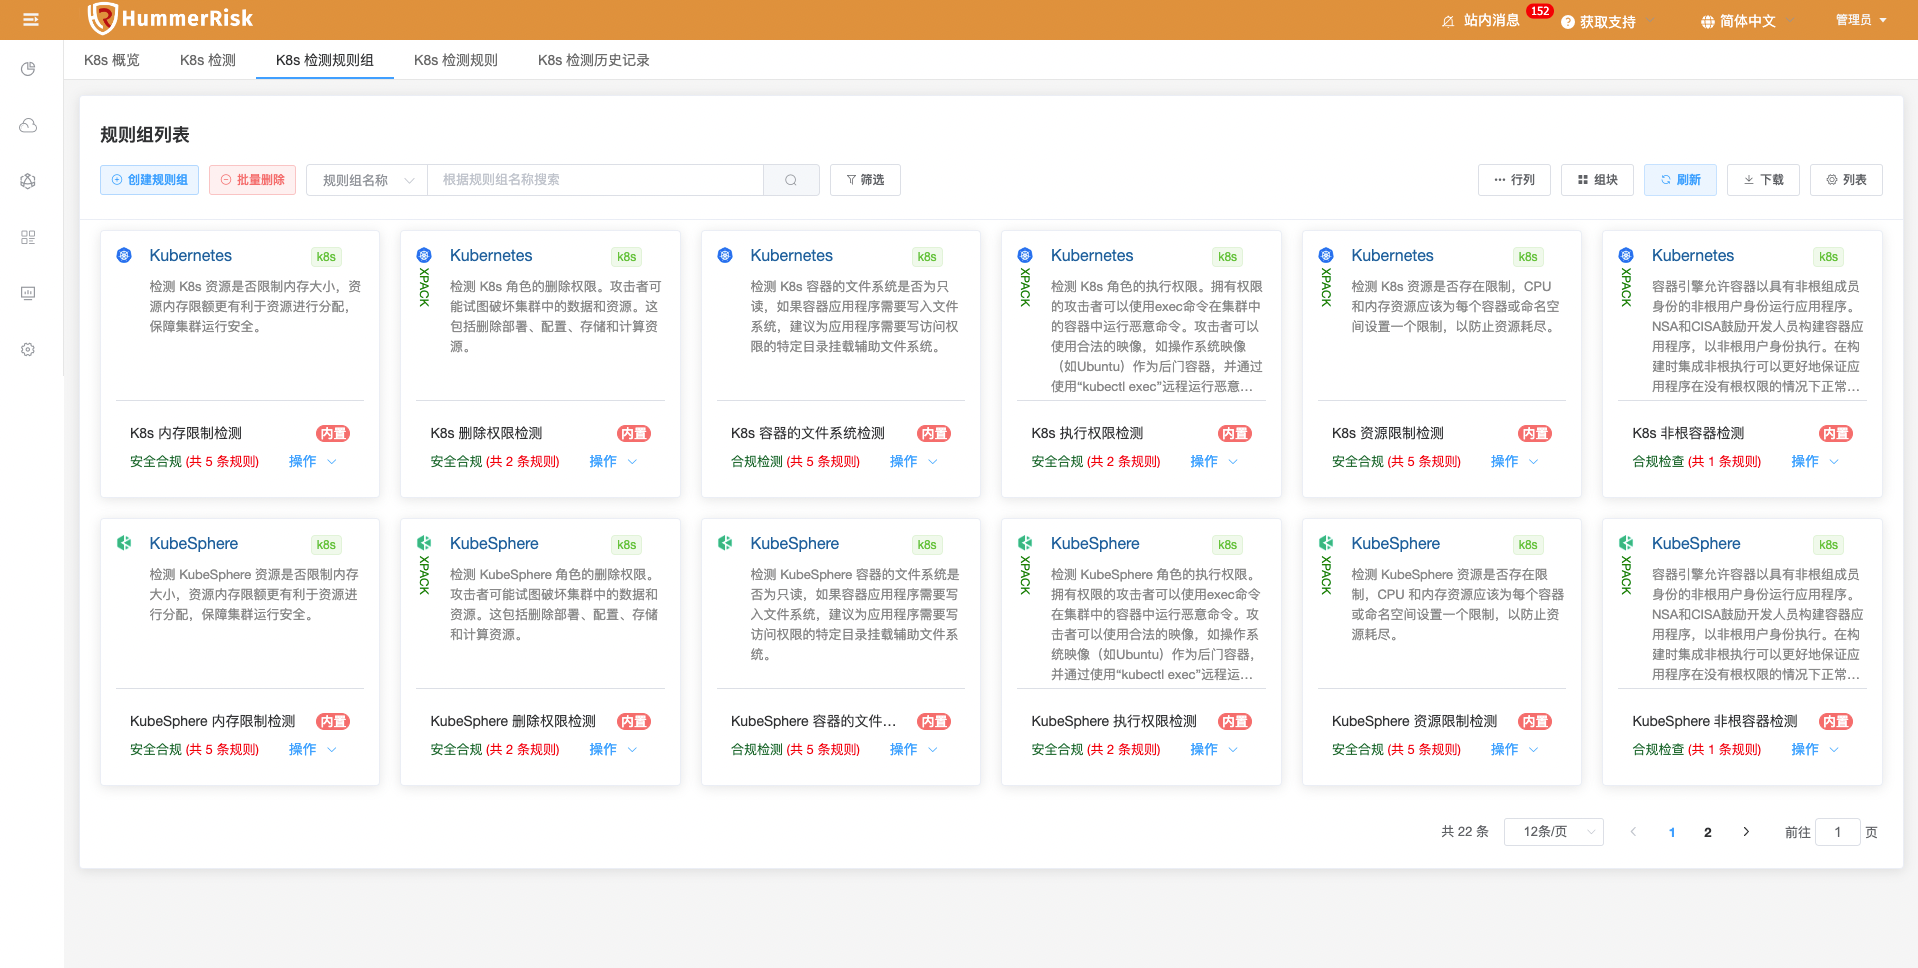 HummerRisk
站内消息 152 获取支持 简体中文 管理员
K8s 概览 K8s 检测 K8s 检测规则组 K8s 检测规则 K8s 检测历史记录
规则组列表
创建规则组 批量删除 规则组名称 根据规则组名称搜索 筛选 行列 组块 刷新 下载 列表
Kubernetes k8s
检测 K8s 资源是否限制内存大小，资
源内存限额更有利于资源进行分配，
保障集群运行安全。
K8s 内存限制检测 内置
安全合规 (共 5 条规则) 操作
Kubernetes k8s
XPACK
检测 K8s 角色的删除权限。攻击者可
能试图破坏集群中的数据和资源。这
包括删除部署、配置、存储和计算资
源。
K8s 删除权限检测 内置
安全合规 (共 2 条规则) 操作
Kubernetes k8s
检测 K8s 容器的文件系统是否为只
读，如果容器应用程序需要写入文件
系统，建议为应用程序需要写访问权
限的特定目录挂载辅助文件系统。
K8s 容器的文件系统检测 内置
合规检测 (共 5 条规则) 操作
Kubernetes k8s
XPACK
检测 K8s 角色的执行权限。拥有权限
的攻击者可以使用exec命令在集群中
的容器中运行恶意命令。攻击者可以
使用合法的映像，如操作系统映像
（如Ubuntu）作为后门容器，并通过
使用“kubectl exec”远程运行恶意...
K8s 执行权限检测 内置
安全合规 (共 2 条规则) 操作
Kubernetes k8s
XPACK
检测 K8s 资源是否存在限制，CPU
和内存资源应该为每个容器或命名空
间设置一个限制，以防止资源耗尽。
K8s 资源限制检测 内置
安全合规 (共 5 条规则) 操作
Kubernetes k8s
XPACK
容器引擎允许容器以具有非根组成员
身份的非根用户身份运行应用程序。
NSA和CISA鼓励开发人员构建容器应
用程序，以非根用户身份执行。在构
建时集成非根执行可以更好地保证应
用程序在没有根权限的情况下正常...
K8s 非根容器检测 内置
合规检查 (共 1 条规则) 操作
KubeSphere k8s
检测 KubeSphere 资源是否限制内存
大小，资源内存限额更有利于资源进
行分配，保障集群运行安全。
KubeSphere 内存限制检测 内置
安全合规 (共 5 条规则) 操作
KubeSphere k8s
XPACK
检测 KubeSphere 角色的删除权限。
攻击者可能试图破坏集群中的数据和
资源。这包括删除部署、配置、存储
和计算资源。
KubeSphere 删除权限检测 内置
安全合规 (共 2 条规则) 操作
KubeSphere k8s
检测 KubeSphere 容器的文件系统是
否为只读，如果容器应用程序需要写
入文件系统，建议为应用程序需要写
访问权限的特定目录挂载辅助文件系
统。
KubeSphere 容器的文件... 内置
合规检测 (共 5 条规则) 操作
KubeSphere k8s
XPACK
检测 KubeSphere 角色的执行权限。
拥有权限的攻击者可以使用exec命令
在集群中的容器中运行恶意命令。攻
击者可以使用合法的映像，如操作系
统映像（如Ubuntu）作为后门容器，
并通过使用“kubectl exec”远程运...
KubeSphere 执行权限检测 内置
安全合规 (共 2 条规则) 操作
KubeSphere k8s
XPACK
检测 KubeSphere 资源是否存在限
制，CPU 和内存资源应该为每个容器
或命名空间设置一个限制，以防止资
源耗尽。
KubeSphere 资源限制检测 内置
安全合规 (共 5 条规则) 操作
KubeSphere k8s
XPACK
容器引擎允许容器以具有非根组成员
身份的非根用户身份运行应用程序。
NSA和CISA鼓励开发人员构建容器应
用程序，以非根用户身份执行。在构
建时集成非根执行可以更好地保证应
用程序在没有根权限的情况下正常...
KubeSphere 非根容器检测 内置
合规检查 (共 1 条规则) 操作
共 22 条 12条/页 1 2 前往 1 页